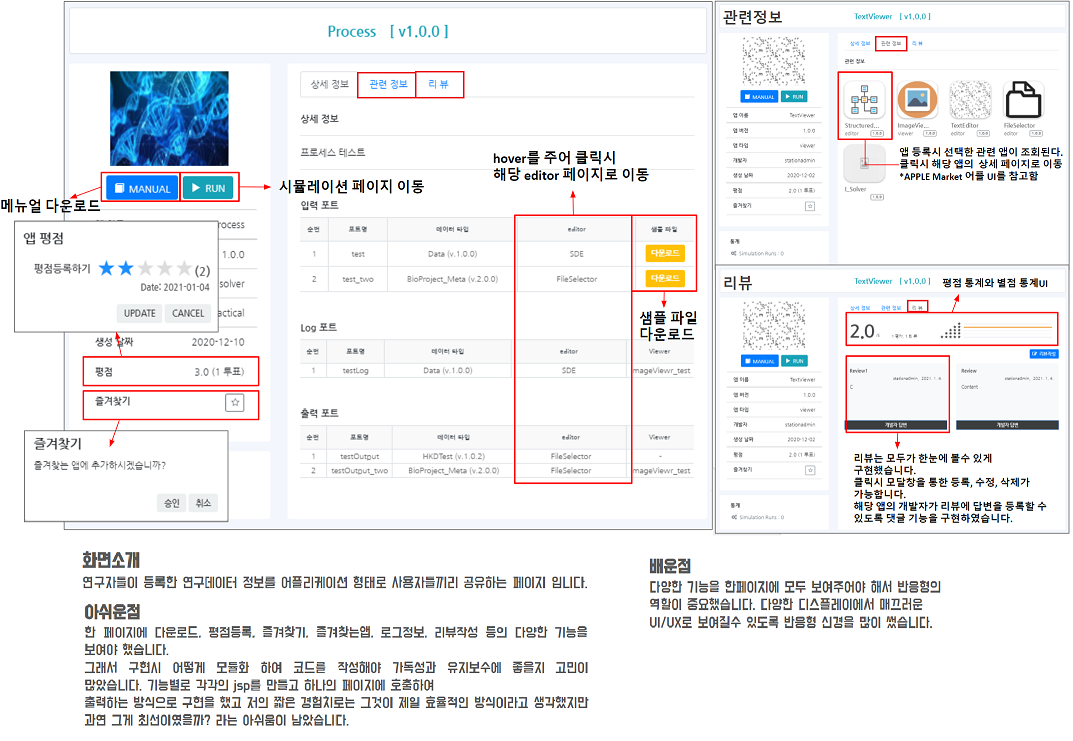 Process [ v1.0.0 ]
상세 정보 관련 정보 리 뷰
상세 정보
프로세스 테스트
MANUAL RUN
시뮬레이션 페이지 이동
메뉴얼 다운로드
hover를 주어 클릭시
해당 editor 페이지로 이동
앱 평점
평점등록하기 (2)
Date: 2021-01-04
UPDATE CANCEL
rocess
1.0.0
solver
actical
생성 날짜 2020-12-10
평점 3.0 (1 투표)
즐겨찾기
즐겨찾기
즐겨찾는 앱에 추가하시겠습니까?
승인 취소
입력 포트
순번 포트명 데이터 타입 editor 샘플 파일
1 test Data (v.1.0.0) SDE 다운로드
2 test_two BioProject_Meta (v.2.0.0) FileSelector 다운로드
샘플 파일
다운로드
Log 포트
순번 포트명 데이터 타입 editor Viewer
1 testLog Data (v.1.0.0) SDE mageViewr_test
출력 포트
순번 포트명 데이터 타입 editor Viewer
1 testOutput HKDTest (v.1.0.2) FileSelector -
2 testOutput_two BioProject_Meta (v.2.0.0) FileSelector mageViewr_test
관련정보
TextViewer [ v1.0.0 ]
상세 정보 관련 정보 리 뷰
관련 정보
MANUAL RUN
앱 이름 TextViewer
앱 버전 1.0.0
앱 타입 viewer
개발자 stationadmin
생성 날짜 2020-12-02
평점 2.0 (1 투표)
즐겨찾기
통계
Simulation Runs : 0
Structured... ImageVie... TextEditor FileSelector
editor 1.0.0 viewer 1.0.0 editor 1.0.0 editor 1.0.0
I_Solver
1.0.0
앱 등록시 선택한 관련 앱이 조회된다.
클릭시 해당 앱의 상세 페이지로 이동
*APPLE Market 어플 UI를 참고함
리뷰
TextViewer [ v1.0.0 ]
평점 통계와 별점 통계UI
상세 정보 관련 정보 리 뷰
2.0
리뷰작성
MANUAL RUN
앱 이름 TextViewer
앱 버전 1.0.0
앱 타입 viewer
개발자 stationadmin
생성 날짜 2020-12-02
평점 2.0 (1 투표)
즐겨찾기
통계
Simulation Runs : 0
Review1 Review
stationadmin, 2021. 1. 4. stationadmin, 2021. 1. 4.
C Content
개발자 답변 개발자 답변
리뷰는 모두가 한눈에 볼수 있게
구현했습니다.
클릭시 모달창을 통한 등록, 수정, 삭제가
가능합니다.
해당 앱의 개발자가 리뷰에 답변을 등록할 수
있도록 댓글 기능을 구현하였습니다.
화면소개
연구자들이 등록한 연구데이터 정보를 어플리케이션 형태로 사용자들끼리 공유하는 페이지 입니다.
아쉬운점
한 페이지에 다운로드, 평점등록, 즐겨찾기, 즐겨찾는앱, 로그정보, 리뷰작성 등의 다양한 기능을
보여야 했습니다.
그래서 구현시 어떻게 모듈화 하여 코드를 작성해야 가독성과 유지보수에 좋을지 고민이
많았습니다. 기능별로 각각의 jsp를 만들고 하나의 페이지에 호출하여
출력하는 방식으로 구현을 했고 저의 짧은 경험치로는 그것이 제일 효율적인 방식이라고 생각했지만
과연 그게 최선이였을까? 라는 아쉬움이 남았습니다.
배운점
다양한 기능을 한페이지에 모두 보여주어야 해서 반응형의
역할이 중요했습니다. 다양한 디스플레이에서 매끄러운
UI/UX로 보여질수 있도록 반응형 신경을 많이 썼습니다.